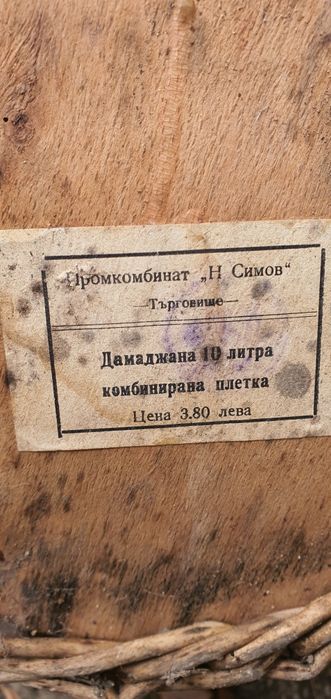 Промкомбинат „Н Симов“
—Търговище—
Дамаджана 10 литра
комбинирана плетка
Цена 3.80 лева